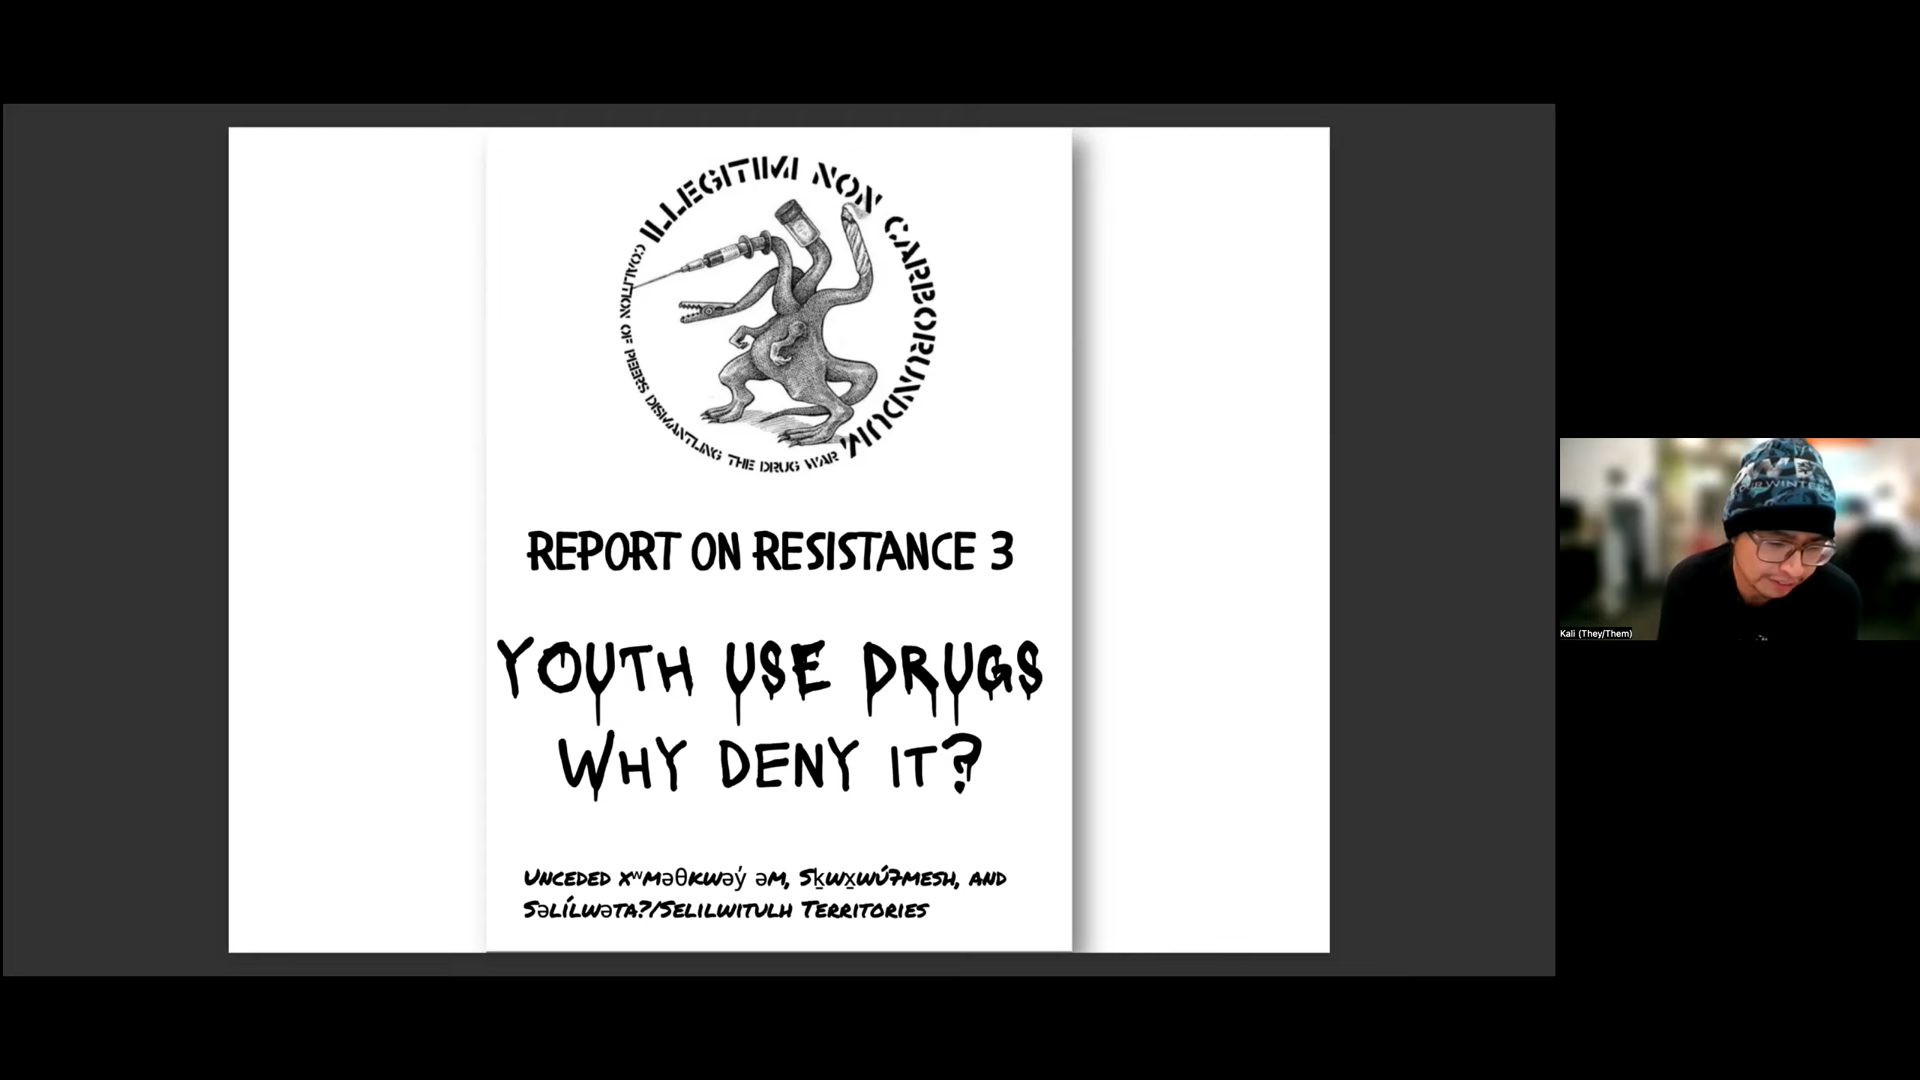 ILLEGITIMI NON CARBORUNDUM
COALITION OF PEERS DISMANTLING THE DRUG WAR
REPORT ON RESISTANCE 3
YOUTH USE DRUGS
WHY DENY IT?
UNCEDED xʷməθkwəy̓ əm, Sḵwx̱wú7mesh, AND
Səlílwəta?/Selilwitulh Territories
Kali (They/Them)